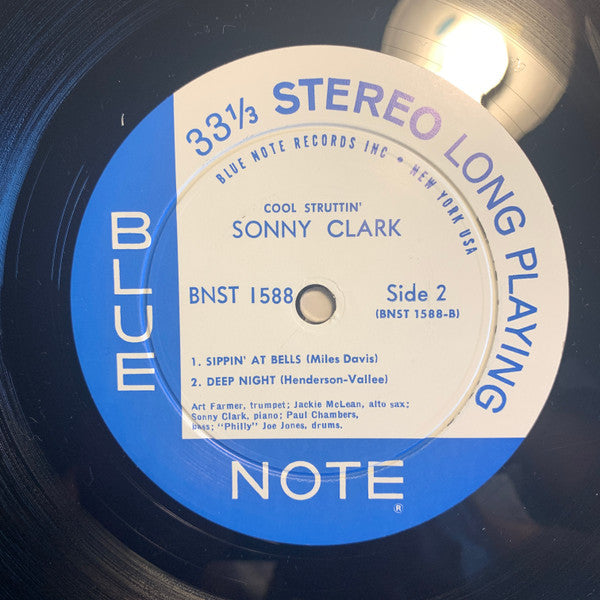 33⅓ STEREO LONG PLAYING
BLUE NOTE RECORDS INC • NEW YORK USA
COOL STRUTTIN'
SONNY CLARK
BNST 1588
Side 2
(BNST 1588-B)
1. SIPPIN' AT BELLS (Miles Davis)
2. DEEP NIGHT (Henderson-Vallee)
Art Farmer, trumpet; Jackie McLean, alto sax;
Sonny Clark, piano; Paul Chambers,
bass; "Philly" Joe Jones, drums.
BLUE
NOTE
®